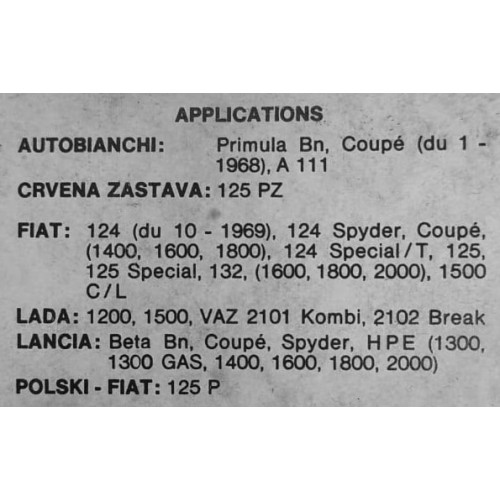 APPLICATIONS
AUTOBIANCHI: Primula Bn, Coupé (du 1 -
1968), A 111
CRVENA ZASTAVA: 125 PZ
FIAT: 124 (du 10 - 1969), 124 Spyder, Coupé,
(1400, 1600, 1800), 124 Special/T, 125,
125 Special, 132, (1600, 1800, 2000), 1500
C/L
LADA: 1200, 1500, VAZ 2101 Kombi, 2102 Break
LANCIA: Beta Bn, Coupé, Spyder, HPE (1300,
1300 GAS, 1400, 1600, 1800, 2000)
POLSKI - FIAT: 125 P